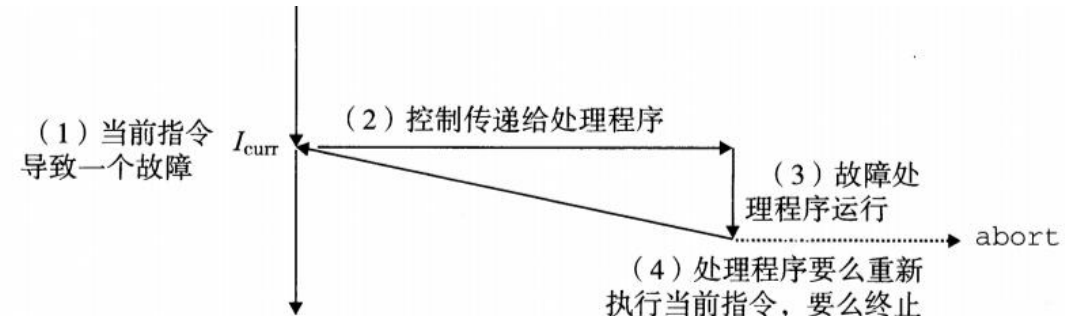 （1）当前指令
导致一个故障
I_curr
（2）控制传递给处理程序
（3）故障处
理程序运行
abort
（4）处理程序要么重新
执行当前指令，要么终止